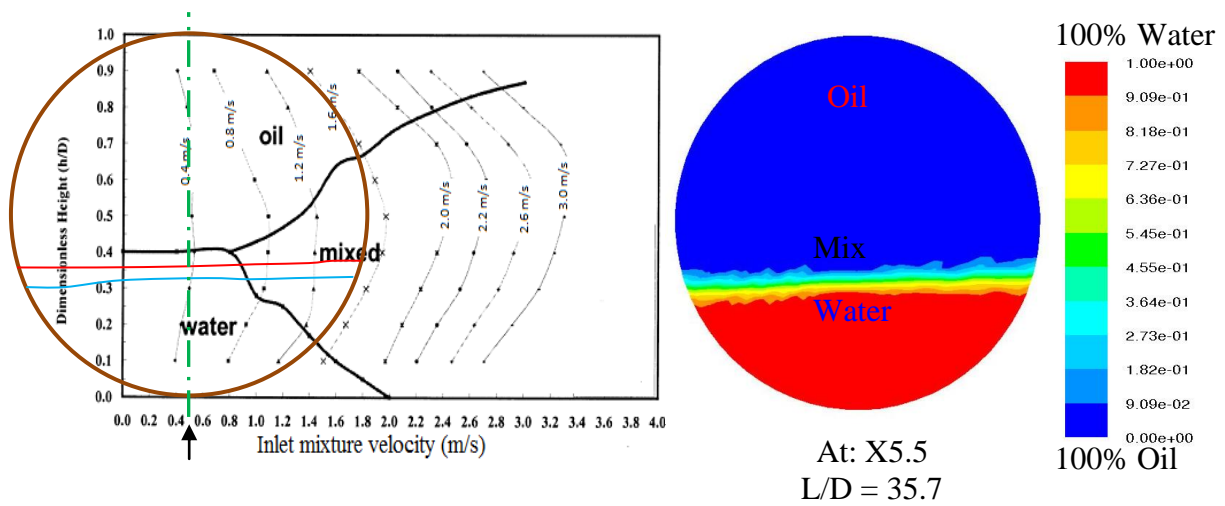 1.0
0.9
0.8
0.7
0.6
0.5
0.4
0.3
0.2
0.1
0.0
Dimensionless Height (h/D)
0.4 m/s
0.8 m/s
oil
1.2 m/s
1.6 m/s
mixed
water
2.0 m/s
2.2 m/s
2.6 m/s
3.0 m/s
0.0 0.2 0.4 0.6 0.8 1.0 1.2 1.4 1.6 1.8 2.0 2.2 2.4 2.6 2.8 3.0 3.2 3.4 3.6 3.8 4.0
Inlet mixture velocity (m/s)
Oil
Mix
Water
At: X5.5
L/D = 35.7
100% Water
1.00e+00
9.09e-01
8.18e-01
7.27e-01
6.36e-01
5.45e-01
4.55e-01
3.64e-01
2.73e-01
1.82e-01
9.09e-02
0.00e+00
100% Oil